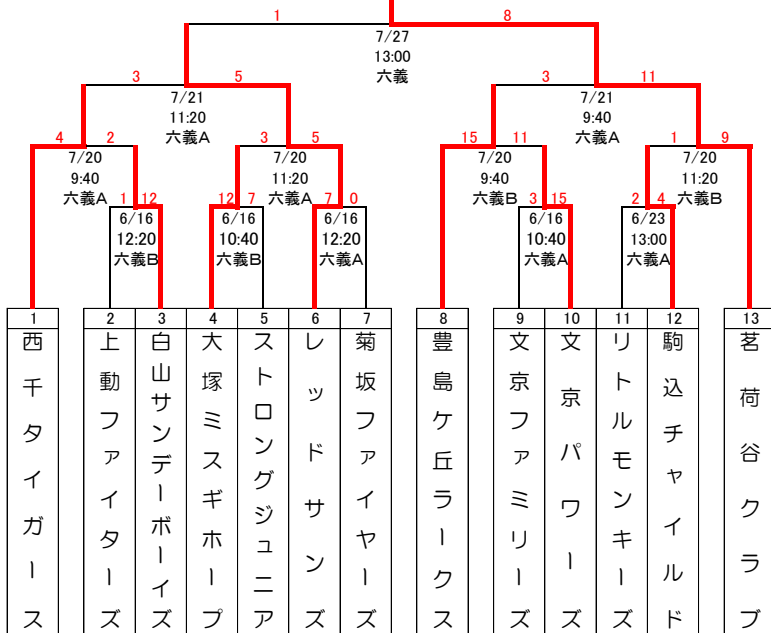 1 8
7/27
13:00
六義
3 5 3 11
7/21 7/21
11:20 9:40
六義A 六義A
4 2 3 5 15 11 1 9
7/20 7/20 7/20 7/20
9:40 11:20 9:40 11:20
六義A 六義A 六義B 六義B
1 12 12 7 7 0 3 15 2 4
6/16 6/16 6/16 6/16 6/23
12:20 10:40 12:20 10:40 13:00
六義B 六義B 六義A 六義A 六義A
1 2 3 4 5 6 7 8 9 10 11 12 13
西千タイガース
上動ファイターズ
白山サンデーボーイズ
大塚ミスギホープ
ストロングジュニア
レッドサンズ
菊坂ファイヤーズ
豊島ケ丘ラークス
文京ファミリーズ
文京パワーズ
リトルモンキーズ
駒込チャイルド
茗荷谷クラブ